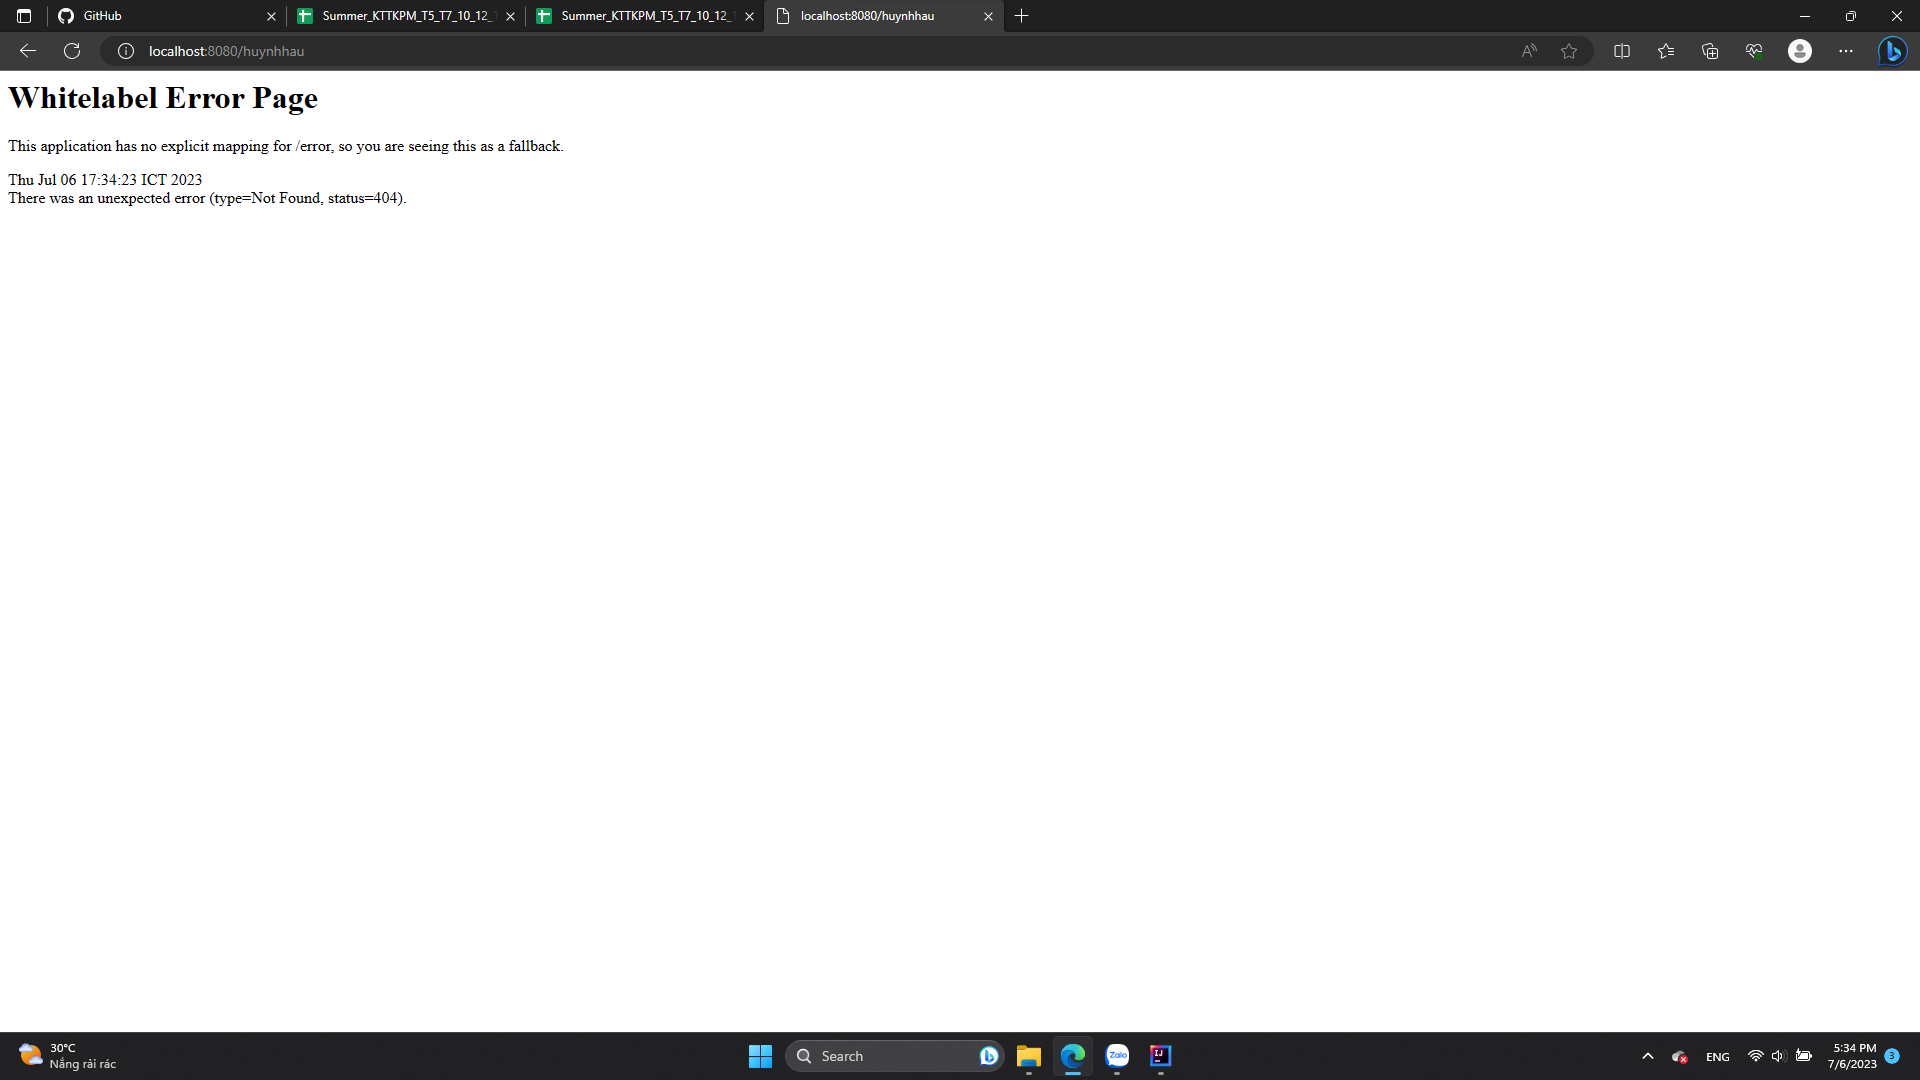 GitHub
Summer_KTTKPM_T5_T7_10_12_
Summer_KTTKPM_T5_T7_10_12_
localhost:8080/huynhhau
localhost:8080/huynhhau
Whitelabel Error Page
This application has no explicit mapping for /error, so you are seeing this as a fallback.
Thu Jul 06 17:34:23 ICT 2023
There was an unexpected error (type=Not Found, status=404).
30°C
Nắng rải rác
Search
Zalo
IJ
ENG
5:34 PM
7/6/2023
3